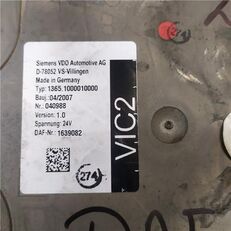 Siemens VDO Automotive AG
D-78052 VS-Villingen
Made in Germany
Typ: 1365.1000010000
Bauj.:04/2007
Nr.: 040988
Version: 1.0
Spannung: 24V
DAF-Nr.: 1639082
VIC2
274